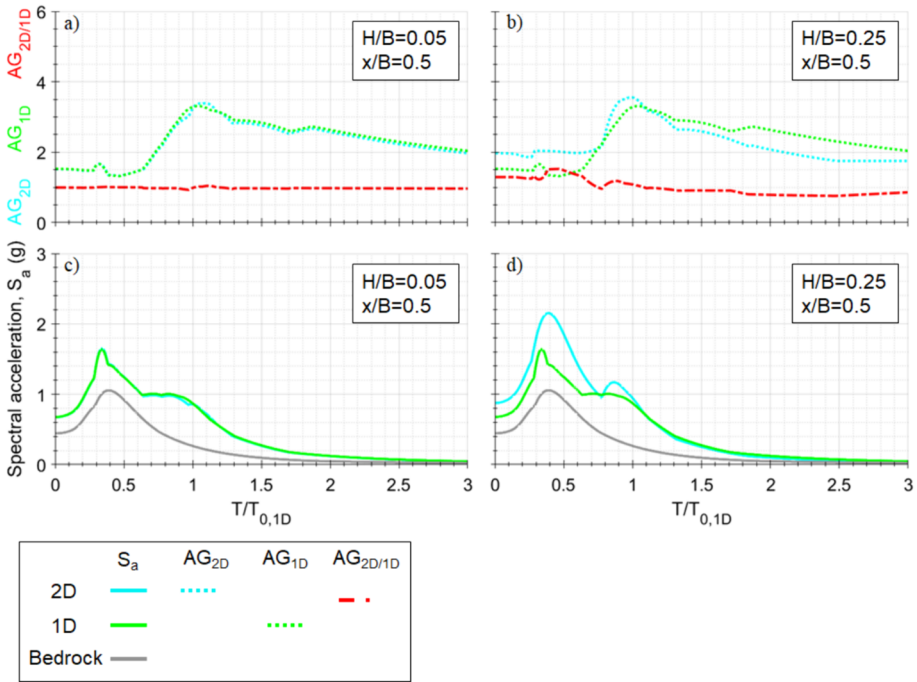 a)
H/B=0.05
x/B=0.5
b)
H/B=0.25
x/B=0.5
AG2D AG1D AG2D/1D
6
4
2
0
c)
H/B=0.05
x/B=0.5
d)
H/B=0.25
x/B=0.5
Spectral acceleration, Sa (g)
3
2
1
0
0 0.5 1 1.5 2 2.5 3
0 0.5 1 1.5 2 2.5 3
T/T0,1D
T/T0,1D
Sa AG2D AG1D AG2D/1D
2D
1D
Bedrock